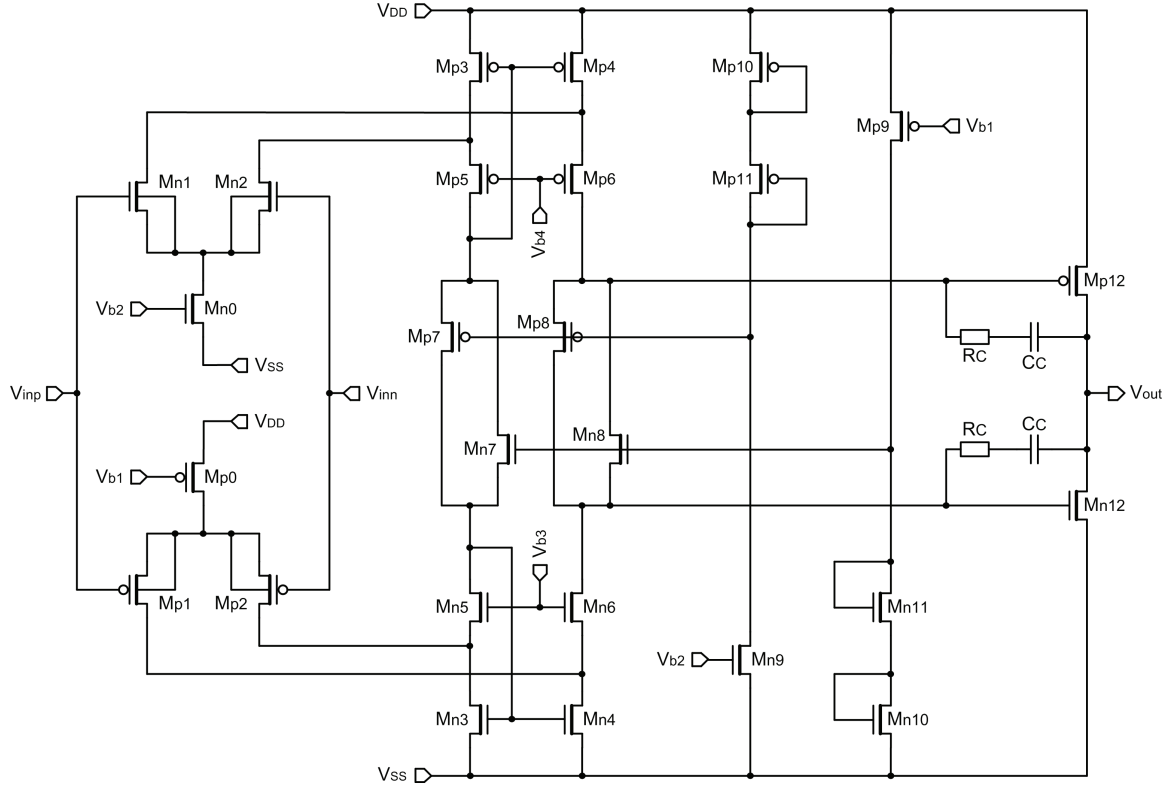 VDD
Mp3
Mp4
Mp10
Mp9
Vb1
Mn1
Mn2
Mp5
Mp6
Mp11
Vb4
Vb2
Mn0
VSS
Mp7
Mp8
Mp12
RC
CC
Vinp
Vinn
Vout
VDD
Vb1
Mp0
Mn7
Mn8
RC
CC
Mn12
Vb3
Mp1
Mp2
Mn5
Mn6
Mn11
Vb2
Mn9
Mn3
Mn4
Mn10
VSS